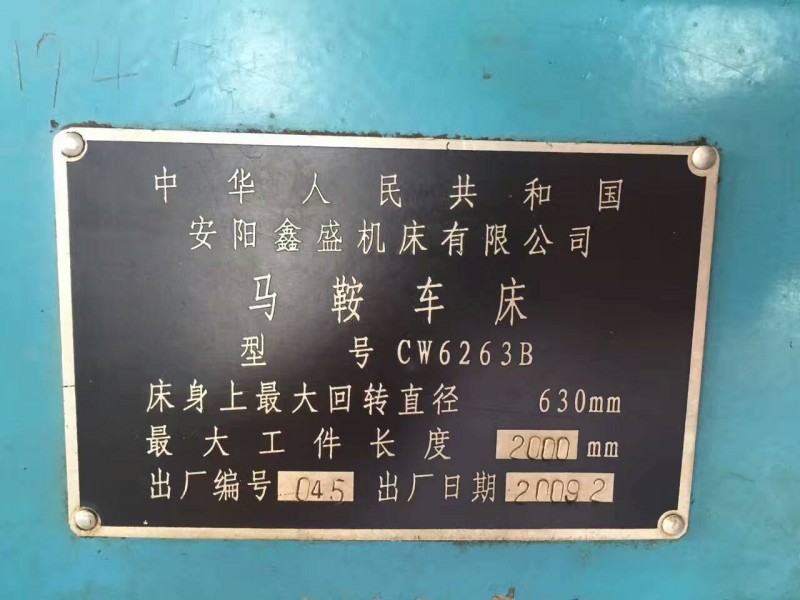 174
中华人民共和国
安阳鑫盛机床有限公司
马鞍车床
型号 CW6263B
床身上最大回转直径 630mm
最大工件长度 2000 mm
出厂编号 045 出厂日期 20092